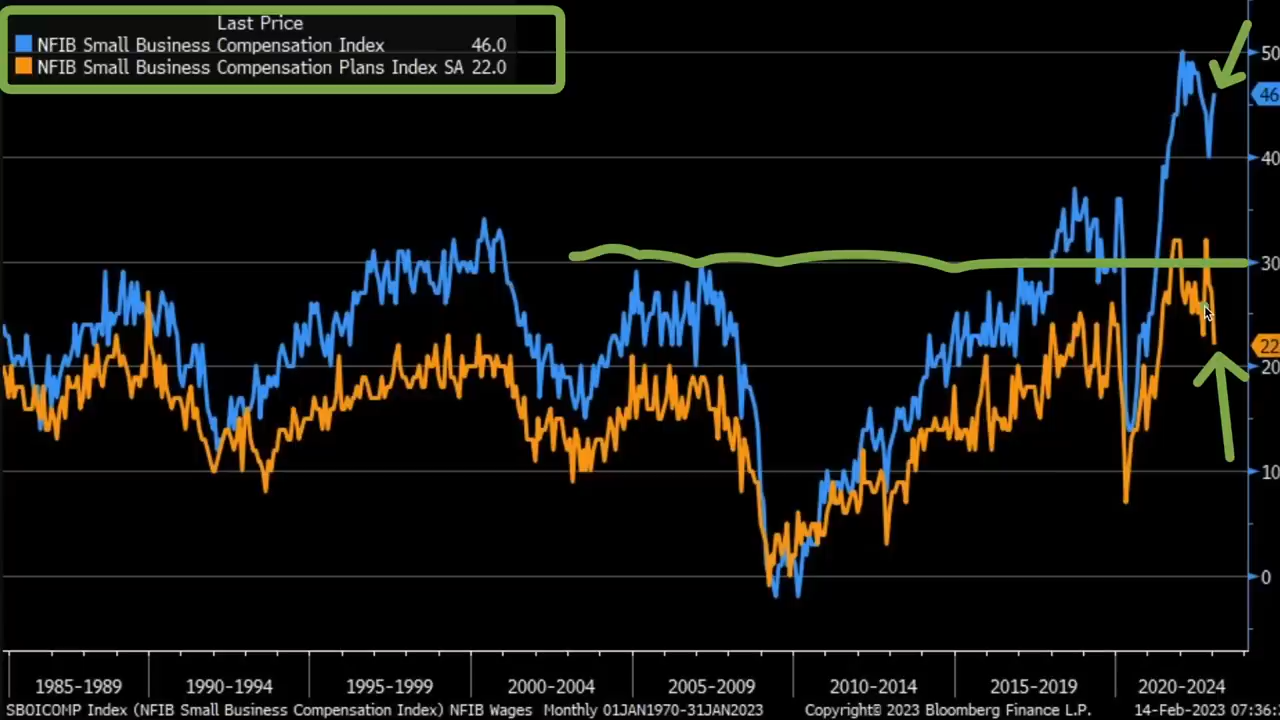 Last Price
NFIB Small Business Compensation Index 46.0
NFIB Small Business Compensation Plans Index SA 22.0
50
46
40
30
22
20
10
0
1985-1989 1990-1994 1995-1999 2000-2004 2005-2009 2010-2014 2015-2019 2020-2024
SBOICOMP Index (NFIB Small Business Compensation Index) NFIB Wages Monthly 01JAN1970-31JAN2023 Copyright© 2023 Bloomberg Finance L.P. 14-Feb-2023 07:36: